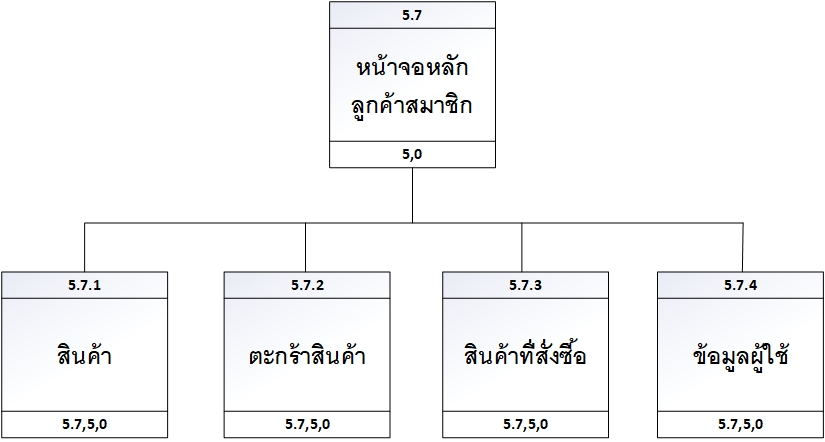 5.7
หน้าจอหลัก
ลูกค้าสมาชิก
5,0
5.7.1
สินค้า
5.7,5,0
5.7.2
ตะกร้าสินค้า
5.7,5,0
5.7.3
สินค้าที่สั่งซื้อ
5.7,5,0
5.7.4
ข้อมูลผู้ใช้
5.7,5,0